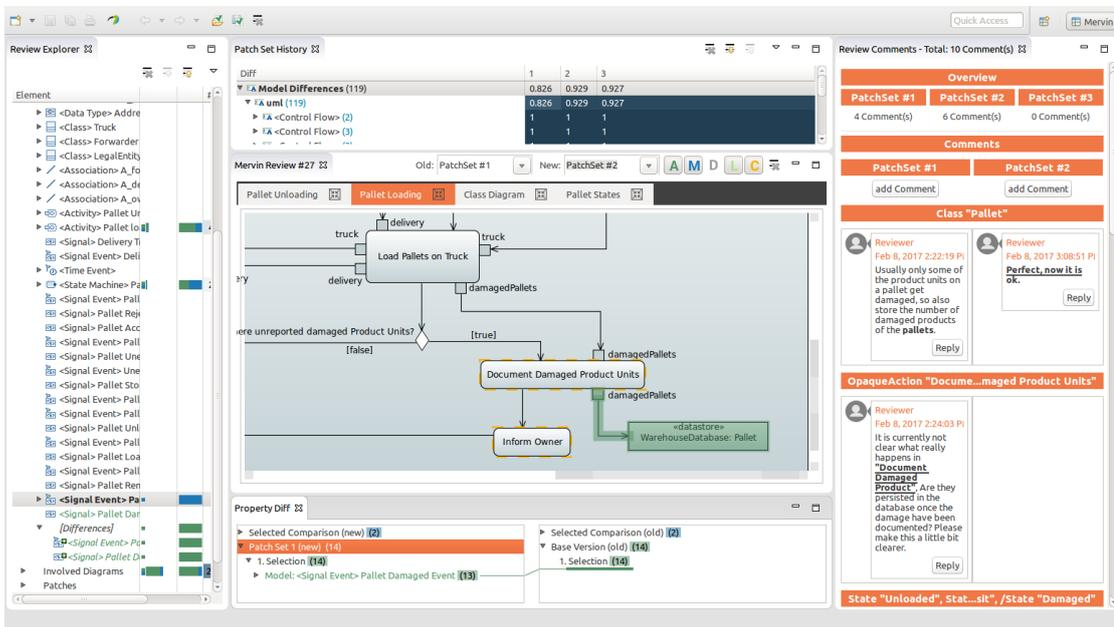 Quick Access
Mervin
Review Explorer
Element
<Data Type> Addre
<Class> Truck
<Class> Forwarder
<Class> LegalEntity
<Association> A_fo
<Association> A_de
<Association> A_ov
<Activity> Pallet Ur
<Activity> Pallet lo
<Signal> Delivery T
<Signal Event> Deli
<Time Event>
<State Machine> Pa
<Signal Event> Pall
<Signal> Pallet Reje
<Signal> Pallet Acc
<Signal Event> Pall
<Signal> Pallet Une
<Signal Event> Une
<Signal> Pallet Sto
<Signal Event> Pall
<Signal Event> Pall
<Signal> Pallet Unl
<Signal Event> Pall
<Signal> Pallet Loa
<Signal Event> Pall
<Signal> Pallet Ren
<Signal Event> Pa
<Signal> Pallet Dar
[Differences]
<Signal Event> Pa
<Signal> Pallet D
Involved Diagrams
Patches
Patch Set History
Diff 1 2 3
Model Differences (119) 0.826 0.929 0.927
uml (119) 0.826 0.929 0.927
<Control Flow> (2) 1 1 1
<Control Flow> (3) 1 1 1
Mervin Review #27 Old: PatchSet #1 New: PatchSet #2 A M D L C
Pallet Unloading Pallet Loading Class Diagram Pallet States
delivery
truck truck
Load Pallets on Truck
ery
delivery damagedPallets
ere unreported damaged Product Units?
[true]
[false]
damagedPallets
Document Damaged Product Units
damagedPallets
«datastore»
WarehouseDatabase: Pallet
Inform Owner
Property Diff
Selected Comparison (new) (2) Selected Comparison (old) (2)
Patch Set 1 (new) (14) Base Version (old) (14)
1. Selection (14) 1. Selection (14)
Model: <Signal Event> Pallet Damaged Event (13)
Review Comments - Total: 10 Comment(s)
Overview
PatchSet #1 PatchSet #2 PatchSet #3
4 Comment(s) 6 Comment(s) 0 Comment(s)
Comments
PatchSet #1 PatchSet #2
add Comment add Comment
Class "Pallet"
Reviewer
Feb 8, 2017 2:22:19 P
Usually only some of
the product units on
a pallet get
damaged, so also
store the number of
damaged products
of the pallets.
Reply
Reviewer
Feb 8, 2017 3:08:51 P
Perfect, now it is
ok.
Reply
OpaqueAction "Docume...maged Product Units"
Reviewer
Feb 8, 2017 2:24:03 P
It is currently not
clear what really
happens in
"Document
Damaged
Product". Are they
persisted in the
database once the
damage have been
documented? Please
make this a little bit
clearer.
Reply
State "Unloaded", Stat...sit", /State "Damaged"